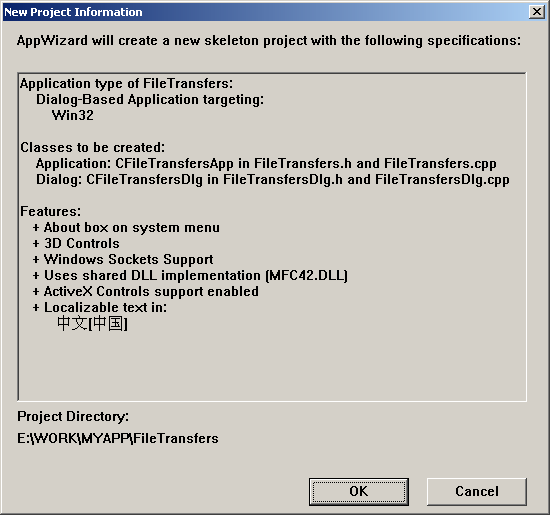 New Project Information
AppWizard will create a new skeleton project with the following specifications:
Application type of FileTransfers:
Dialog-Based Application targeting:
Win32
Classes to be created:
Application: CFileTransfersApp in FileTransfers.h and FileTransfers.cpp
Dialog: CFileTransfersDlg in FileTransfersDlg.h and FileTransfersDlg.cpp
Features:
+ About box on system menu
+ 3D Controls
+ Windows Sockets Support
+ Uses shared DLL implementation (MFC42.DLL)
+ ActiveX Controls support enabled
+ Localizable text in:
中文[中国]
Project Directory:
E:\WORK\MYAPP\FileTransfers
OK
Cancel